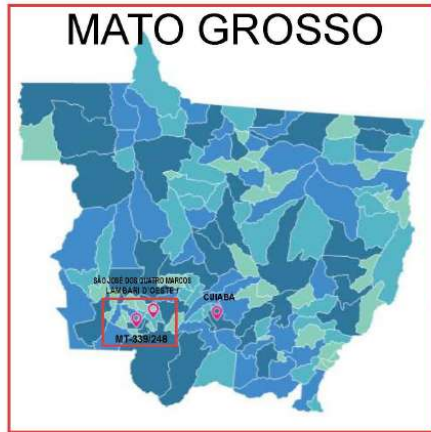 MATO GROSSO
SÃO JOSÉ DOS QUATRO MARCOS
LAMBARI D'OESTE /
CUIABÁ
MT-339/248